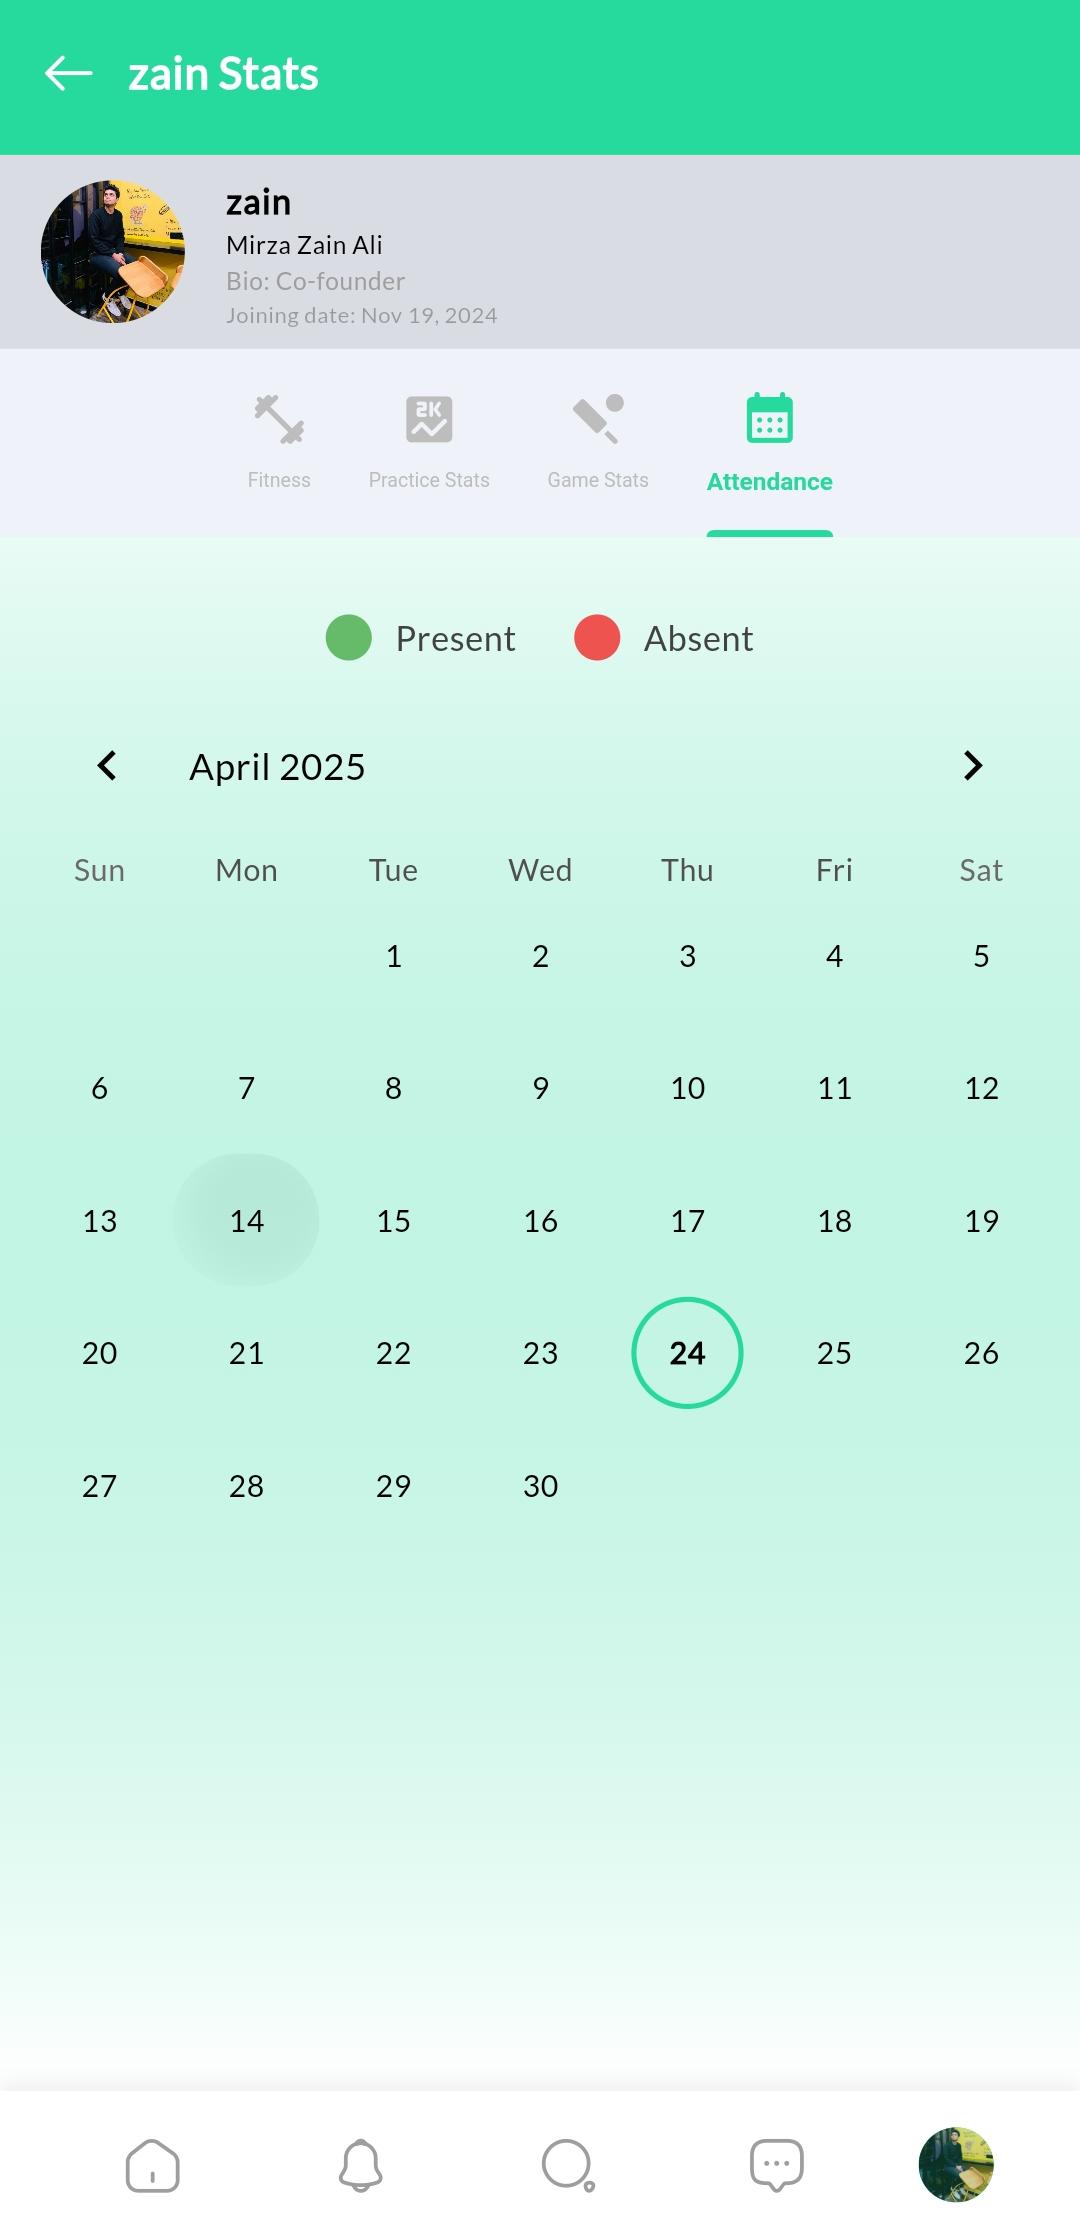 zain Stats
zain
Mirza Zain Ali
Bio: Co-founder
Joining date: Nov 19, 2024
2K
Fitness Practice Stats Game Stats Attendance
Present Absent
April 2025
Sun Mon Tue Wed Thu Fri Sat
1 2 3 4 5
6 7 8 9 10 11 12
13 14 15 16 17 18 19
20 21 22 23 24 25 26
27 28 29 30